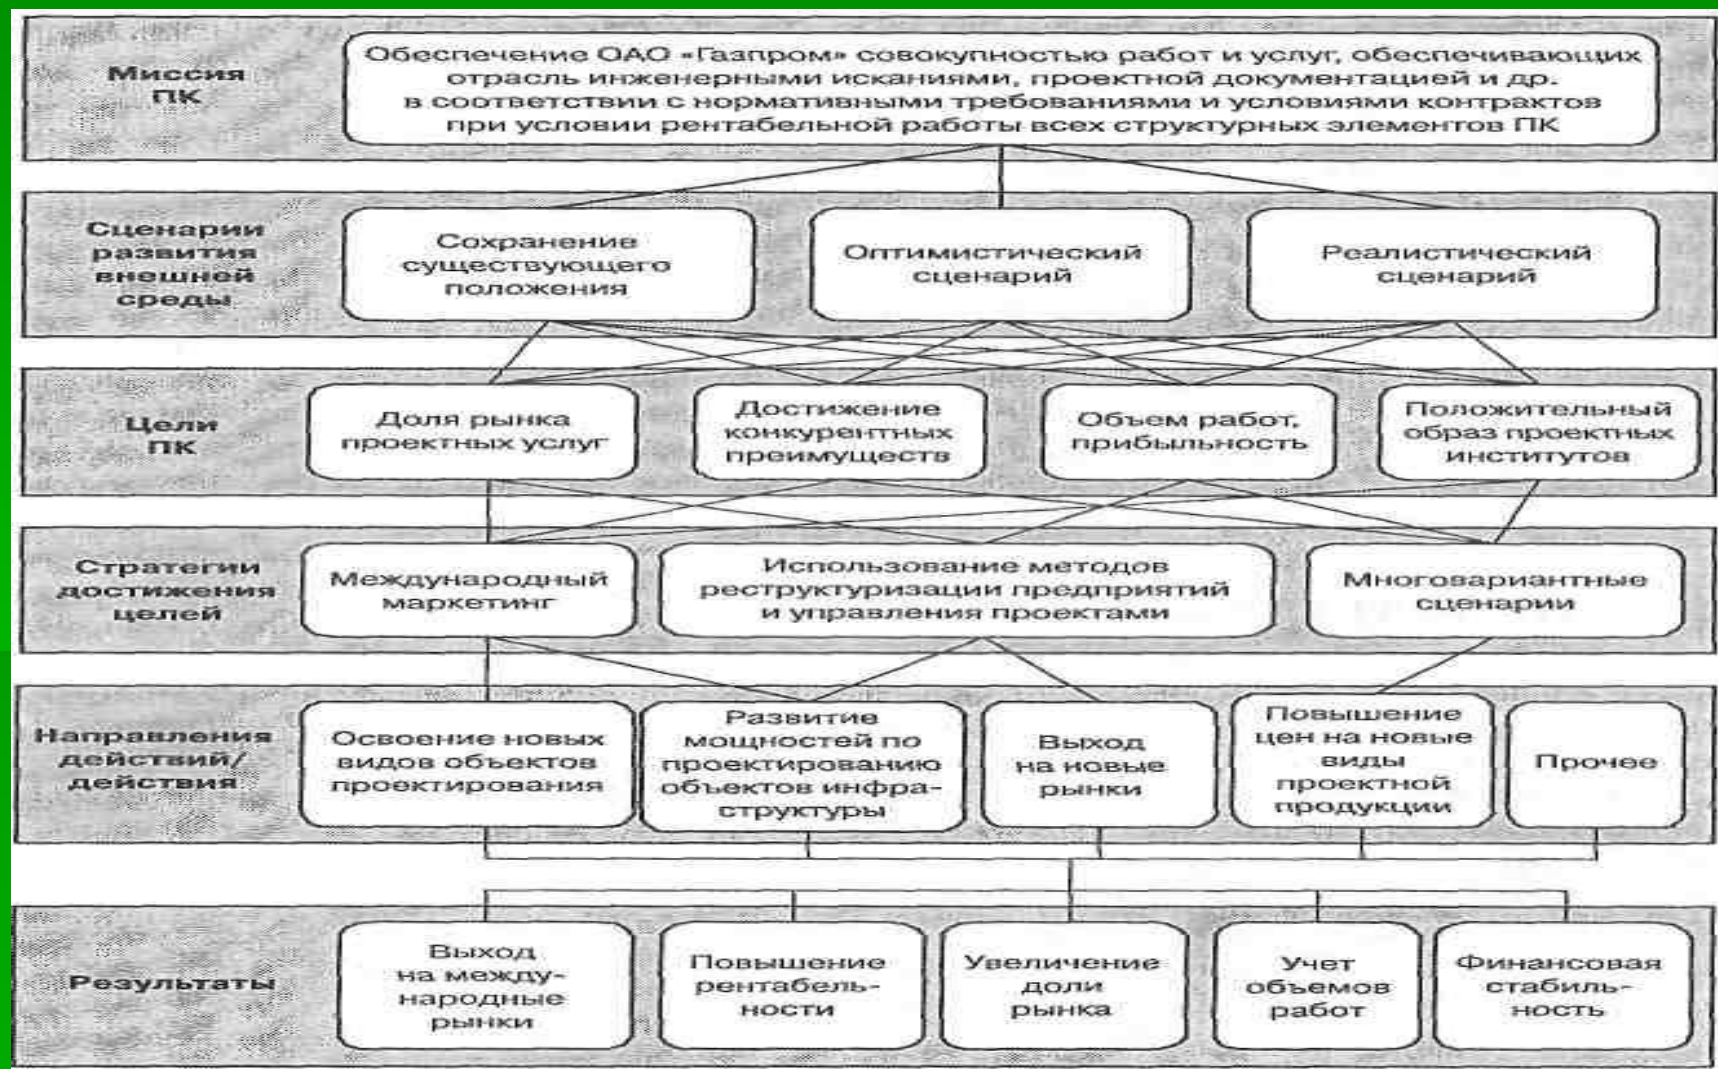 Миссия
ПК
Обеспечение ОАО «Газпром» совокупностью работ и услуг, обеспечивающих
отрасль инженерными исканиями, проектной документацией и др.
в соответствии с нормативными требованиями и условиями контрактов
при условии рентабельной работы всех структурных элементов ПК
Сценарии
развития
внешней
среды
Сохранение
существующего
положения
Оптимистический
сценарий
Реалистический
сценарий
Цели
ПК
Доля рынка
проектных услуг
Достижение
конкурентных
преимуществ
Объем работ,
прибыльность
Положительный
образ проектных
институтов
Стратегии
достижения
целей
Международный
маркетинг
Использование методов
реструктуризации предприятий
и управления проектами
Многовариантные
сценарии
Направления
действий/
действия
Освоение новых
видов объектов
проектирования
Развитие
мощностей по
проектированию
объектов инфра-
структуры
Выход
на новые
рынки
Повышение
цен на новые
виды
проектной
продукции
Прочее
Результаты
Выход
на между-
народные
рынки
Повышение
рентабель-
ности
Увеличение
доли
рынка
Учет
объемов
работ
Финансовая
стабиль-
ность